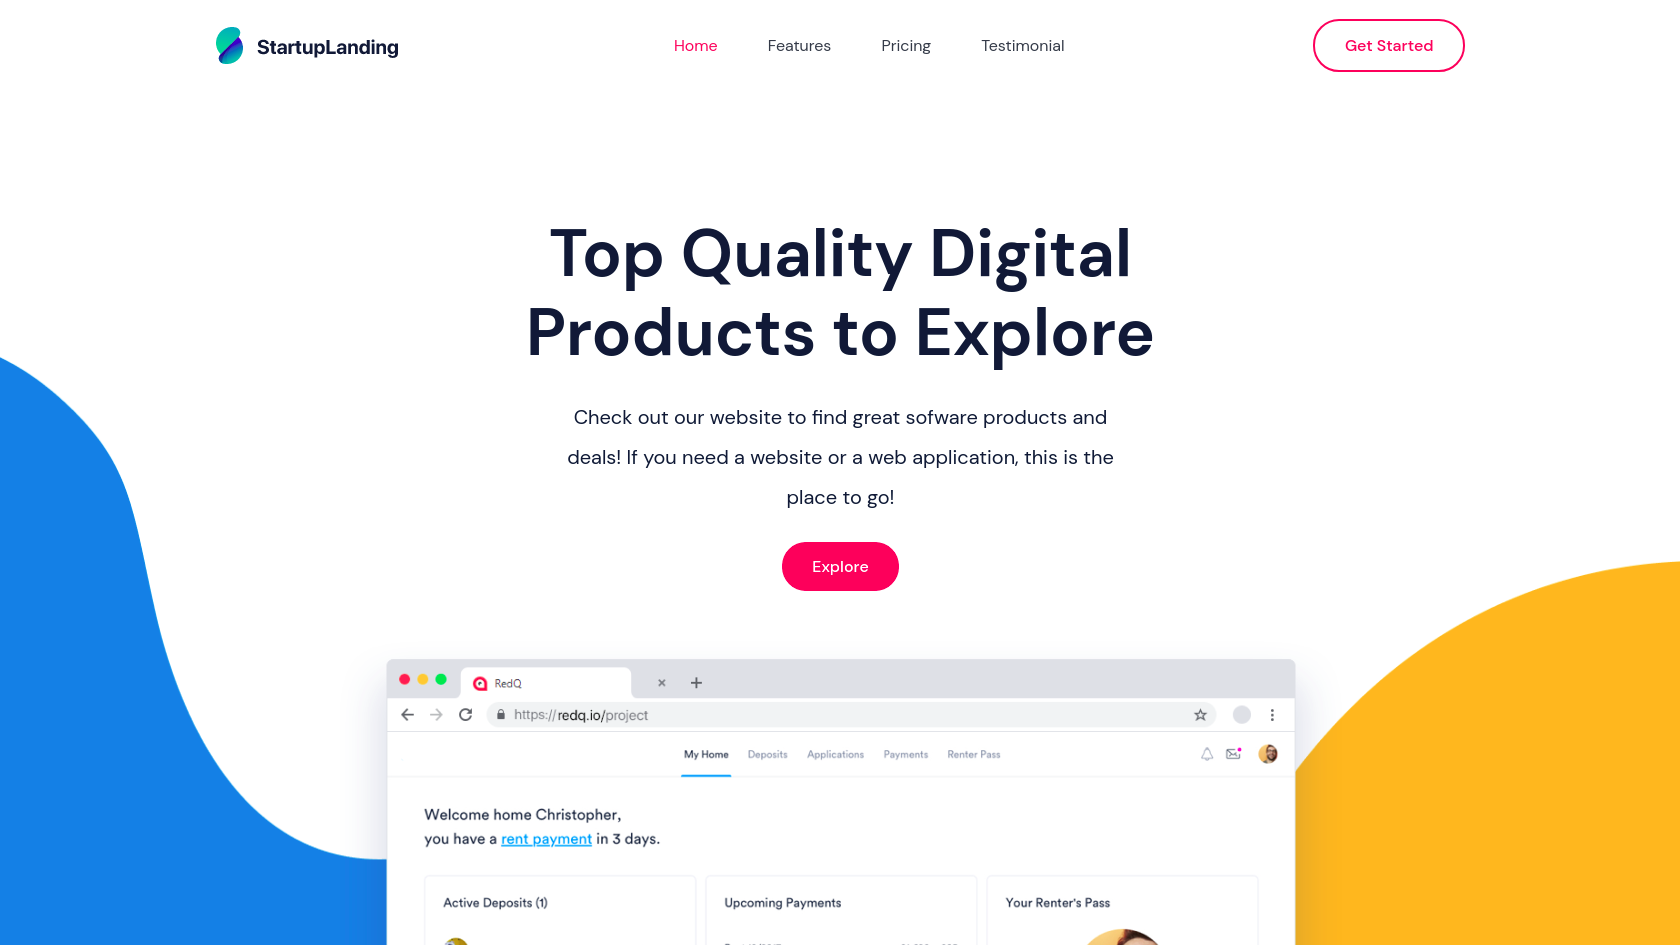 StartupLanding
Home Features Pricing Testimonial
Get Started
Top Quality Digital
Products to Explore
Check out our website to find great sofware products and
deals! If you need a website or a web application, this is the
place to go!
Explore
RedQ
https://redq.io/project
My Home Deposits Applications Payments Renter Pass
Welcome home Christopher,
you have a rent payment in 3 days.
Active Deposits (1)
Upcoming Payments
Your Renter's Pass